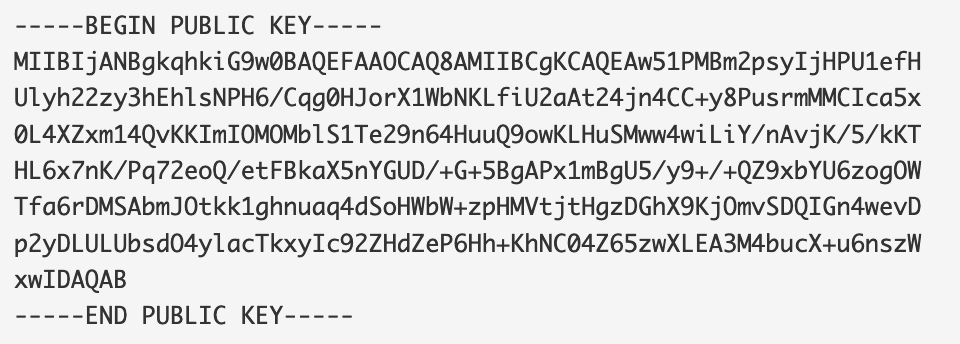 -----BEGIN PUBLIC KEY-----
MIIBIjANBgkqhkiG9w0BAQEFAAOCAQ8AMIIBCgKCAQEAw51PMBm2psyIjHPU1efH
Ulyh22zy3hEhlsNPH6/Cqg0HJorX1WbNKLfiU2aAt24jn4CC+y8PusrmMMCIca5x
0L4XZxm14QvKKImIOMOMblS1Te29n64HuuQ9owKLHuSMww4wiLiY/nAvjK/5/kKT
HL6x7nK/Pq72eoQ/etFBkaX5nYGUD/+G+5BgAPx1mBgU5/y9+/+QZ9xbYU6zogOW
Tfa6rDMSAbmJOtkk1ghnuaq4dSoHWbW+zpHMVtjtHgzDGhX9KjOmvSDQIGn4wevD
p2yDLULUbsdO4ylacTkxyIc92ZHdZeP6Hh+KhNC04Z65zwXLEA3M4bucX+u6nszW
xwIDAQAB
-----END PUBLIC KEY-----